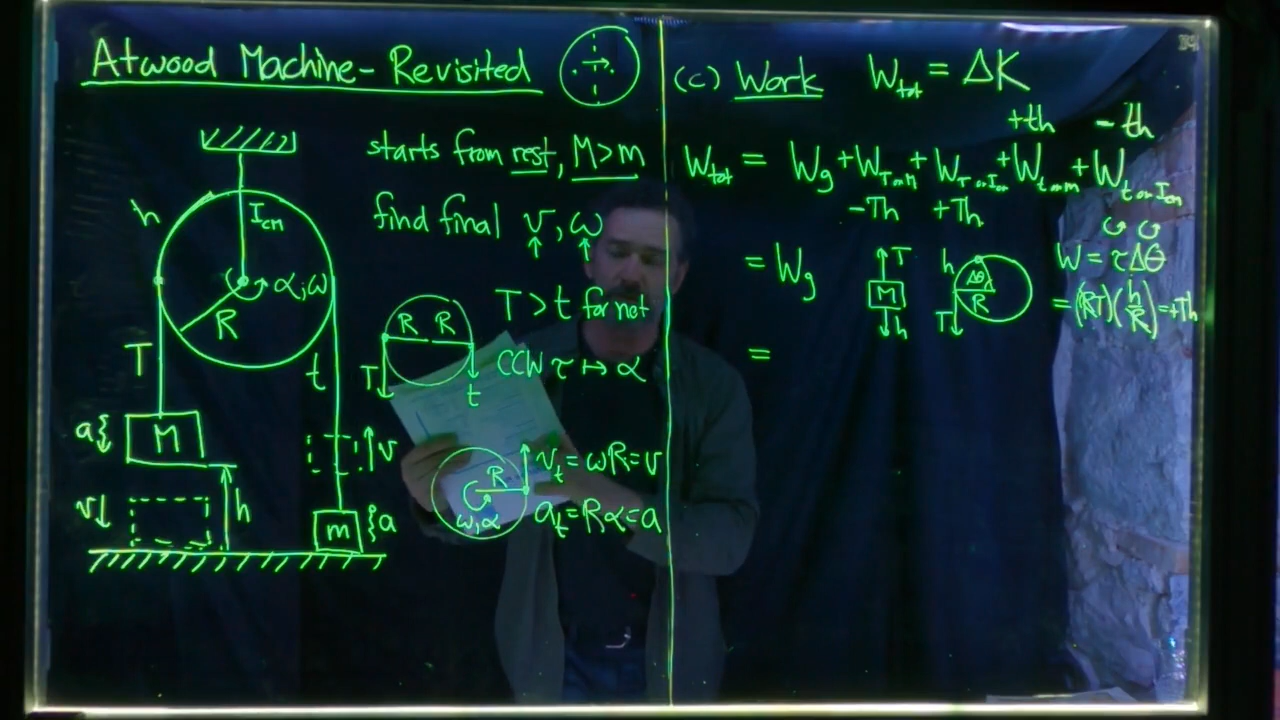 Atwood Machine - Revisited
starts from rest, M>m
find final v, ω
T > t for net
CCW τ ↦ α
h
I_cm
α, ω
R
T
t
R R
T
t
a
M
v
h
v
m
a
R
ω, α
v_t = ωR = v
a_t = Rα = a
(c) Work W_tot = ΔK
+th -th
W_tot = W_g + W_T on M + W_T on I_cm + W_t on m + W_t on I_cm
-Th +Th
= W_g
T
M
↓h
h
Δθ
R
T
W = τΔθ
= (RT)(h/R) = +Th
=